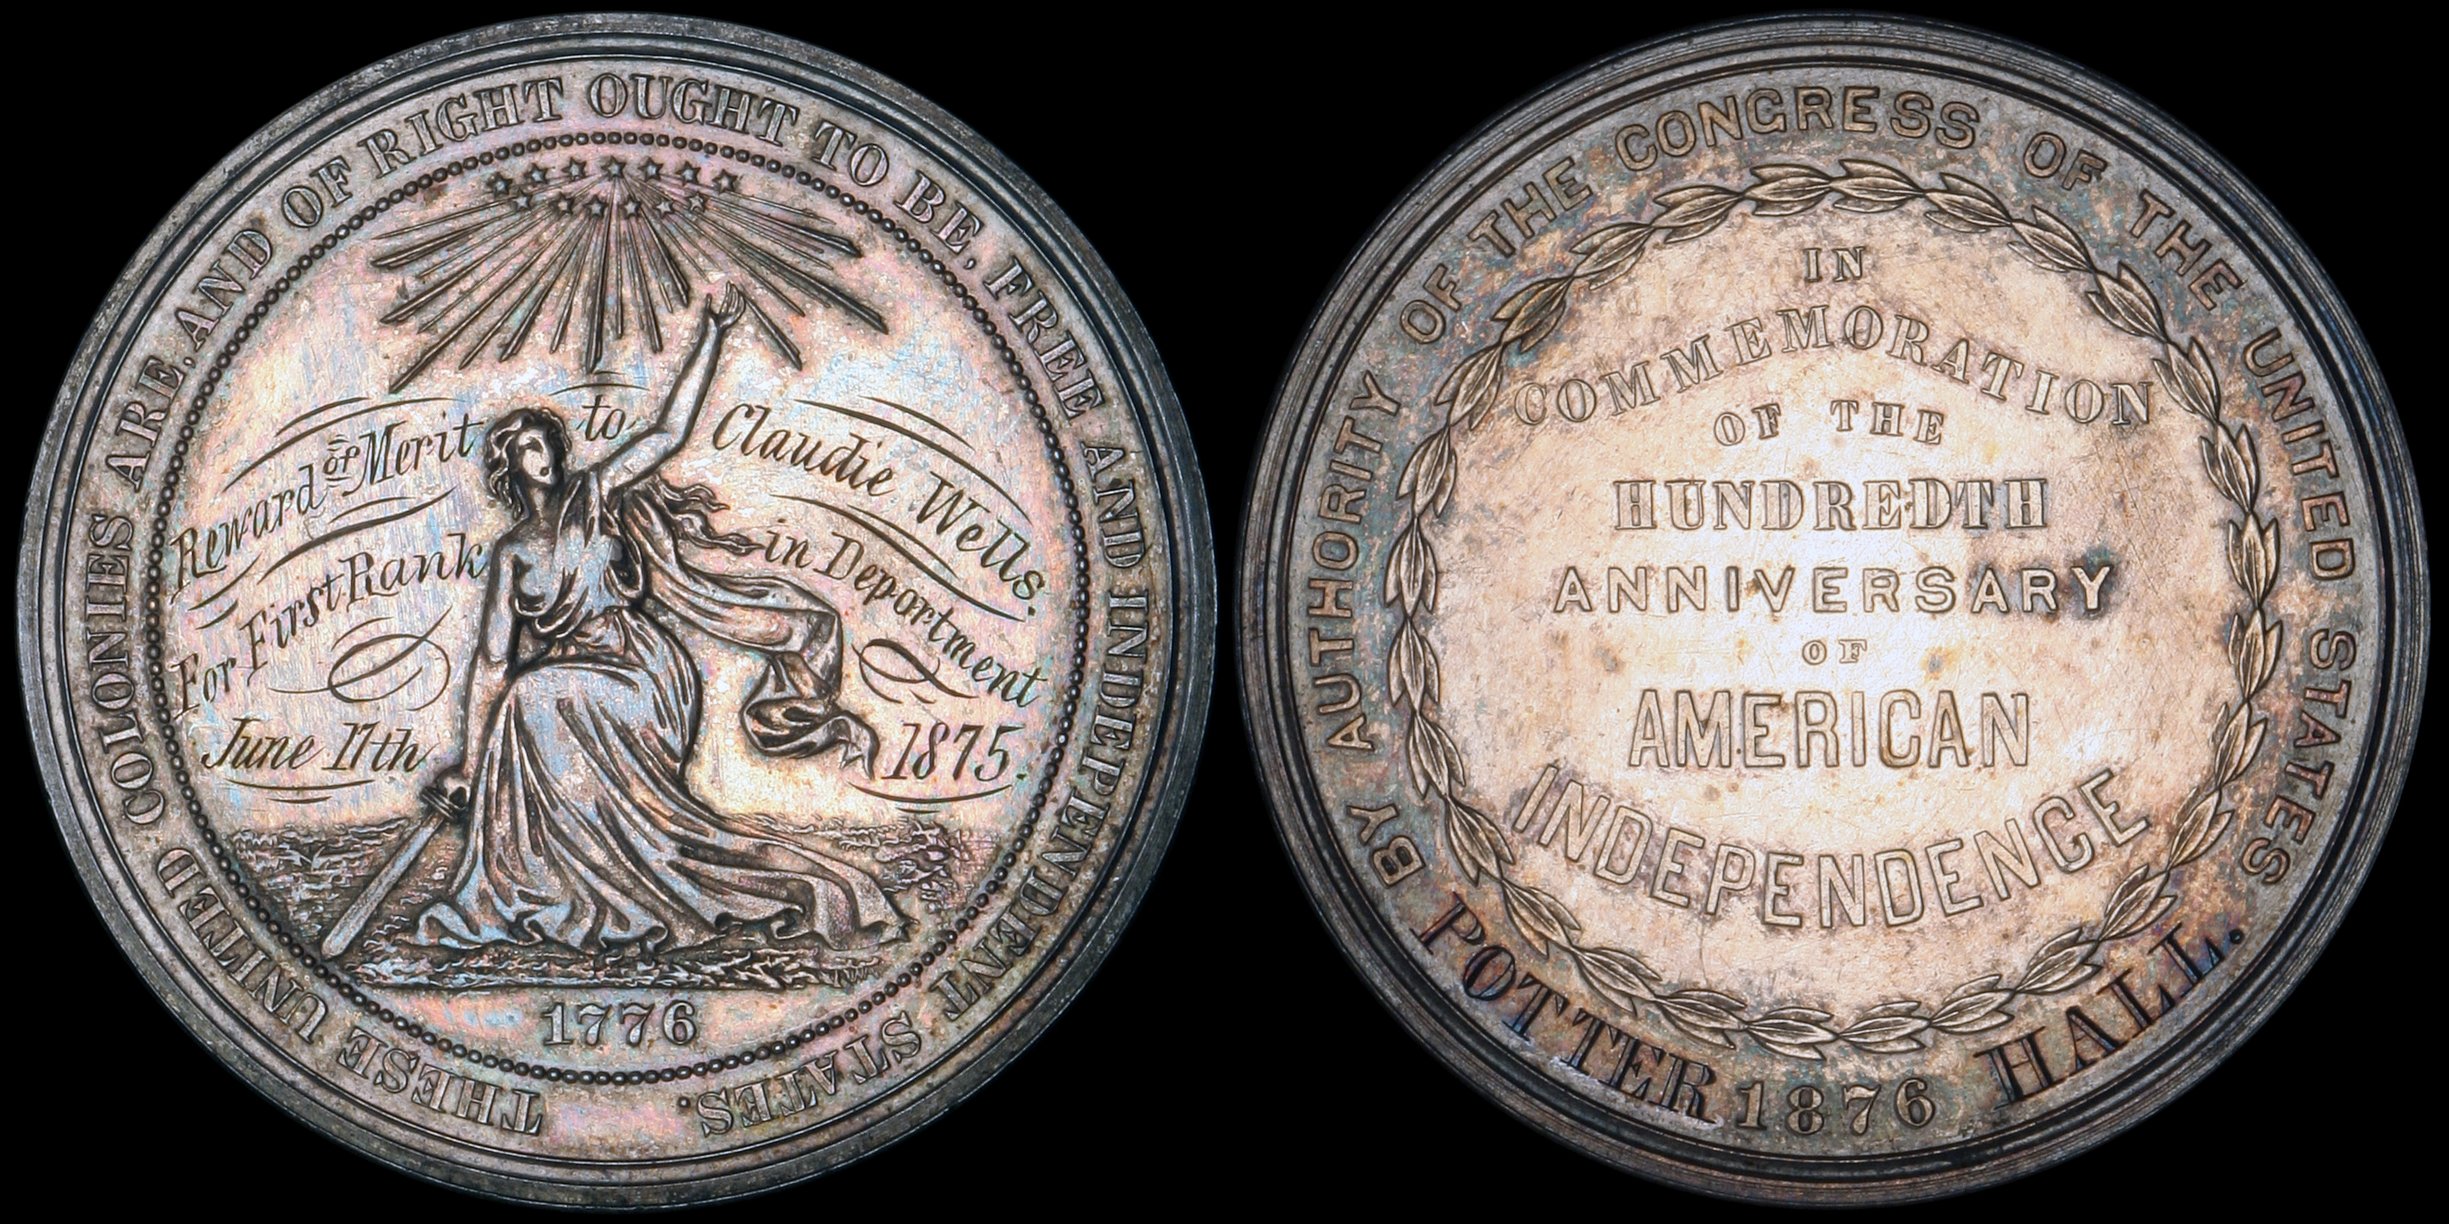 THESE UNITED COLONIES ARE, AND OF RIGHT OUGHT TO BE, FREE AND INDEPENDENT STATES.
Reward of Merit to Claudie Wells.
For First Rank in Department
June 17th 1875.
1776
BY AUTHORITY OF THE CONGRESS OF THE UNITED STATES
IN
COMMEMORATION
OF THE
HUNDREDTH
ANNIVERSARY
OF
AMERICAN
INDEPENDENCE
POTTER 1876 HALL.